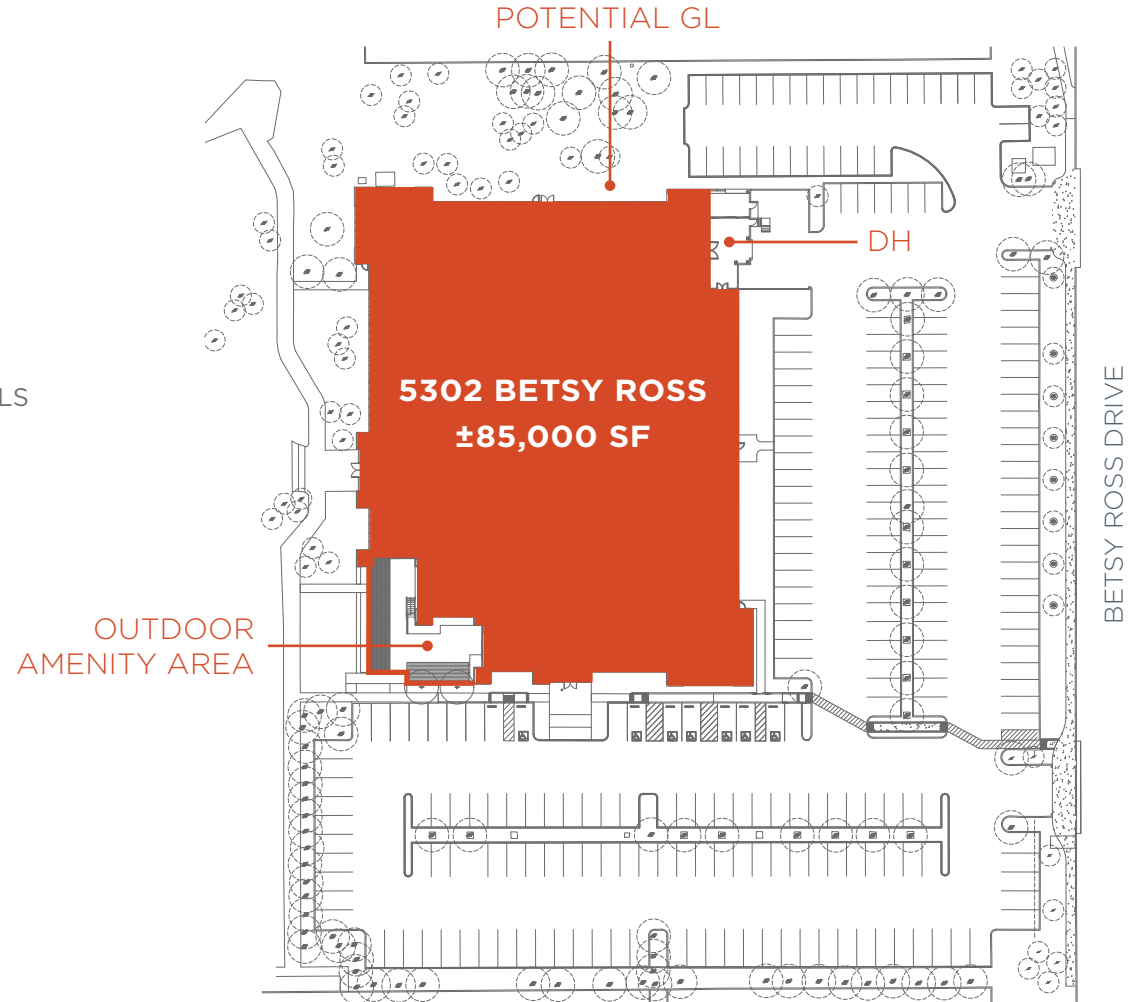 POTENTIAL GL
DH
5302 BETSY ROSS
±85,000 SF
LS
BETSY ROSS DRIVE
OUTDOOR
AMENITY AREA